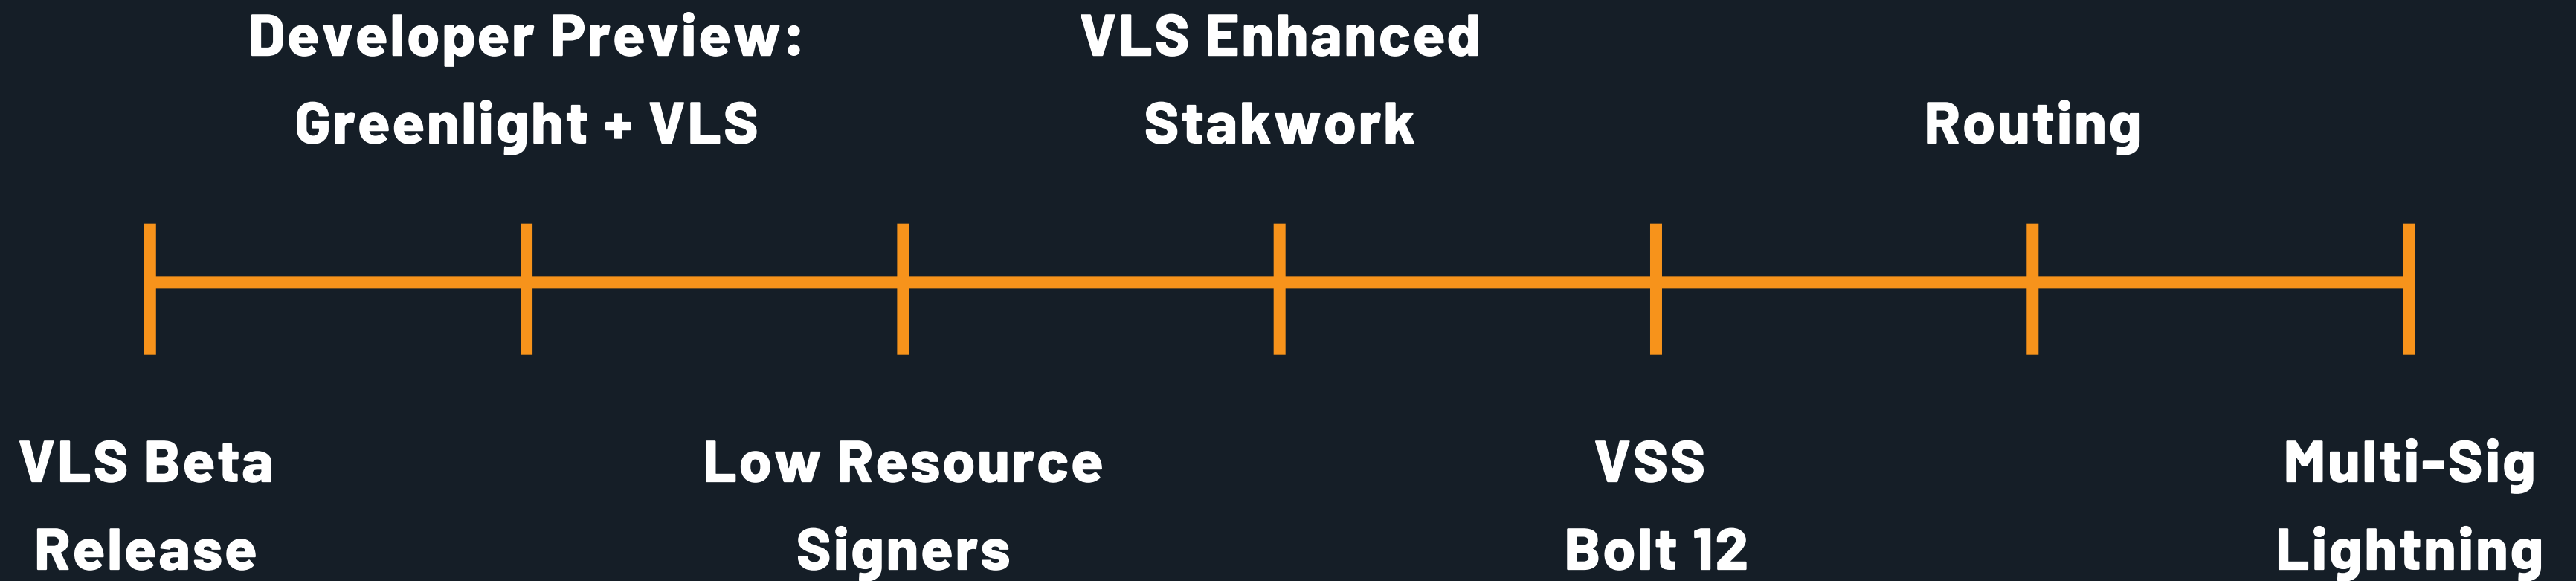 Developer Preview:
Greenlight + VLS
VLS Enhanced
Stakwork
Routing
VLS Beta
Release
Low Resource
Signers
VSS
Bolt 12
Multi-Sig
Lightning